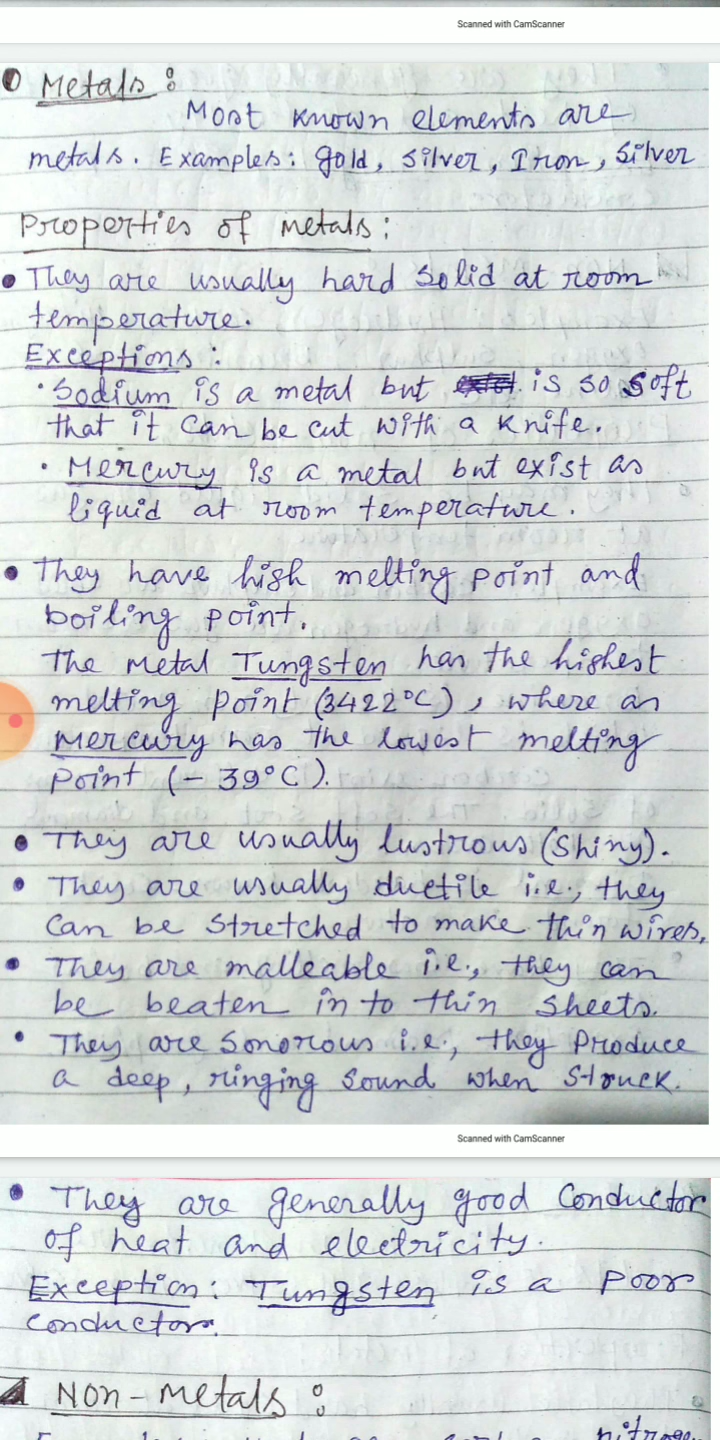 Scanned with CamScanner
Metals :
Most known elements are
metals. Examples: gold, silver, Iron, Silver
Properties of metals :
• They are usually hard solid at room
temperature.
Exceptions :
· Sodium is a metal but is so soft
that it can be cut with a knife.
· Mercury is a metal but exist as
liquid at room temperature.
• They have high melting point and
boiling point.
The metal Tungsten has the highest
melting point (3422°C), where as
Mercury has the lowest melting
point (- 39°C).
• They are usually lustrous (Shiny).
• They are usually ductile i.e., they
can be stretched to make thin wires,
• They are malleable i.e., they can
be beaten in to thin sheets.
• They are sonorous i.e., they produce
a deep, ringing sound when struck.
Scanned with CamScanner
• They are generally good conductor
of heat and electricity.
Exception : Tungsten is a poor
conductor.
Non-metals :
nitrogen